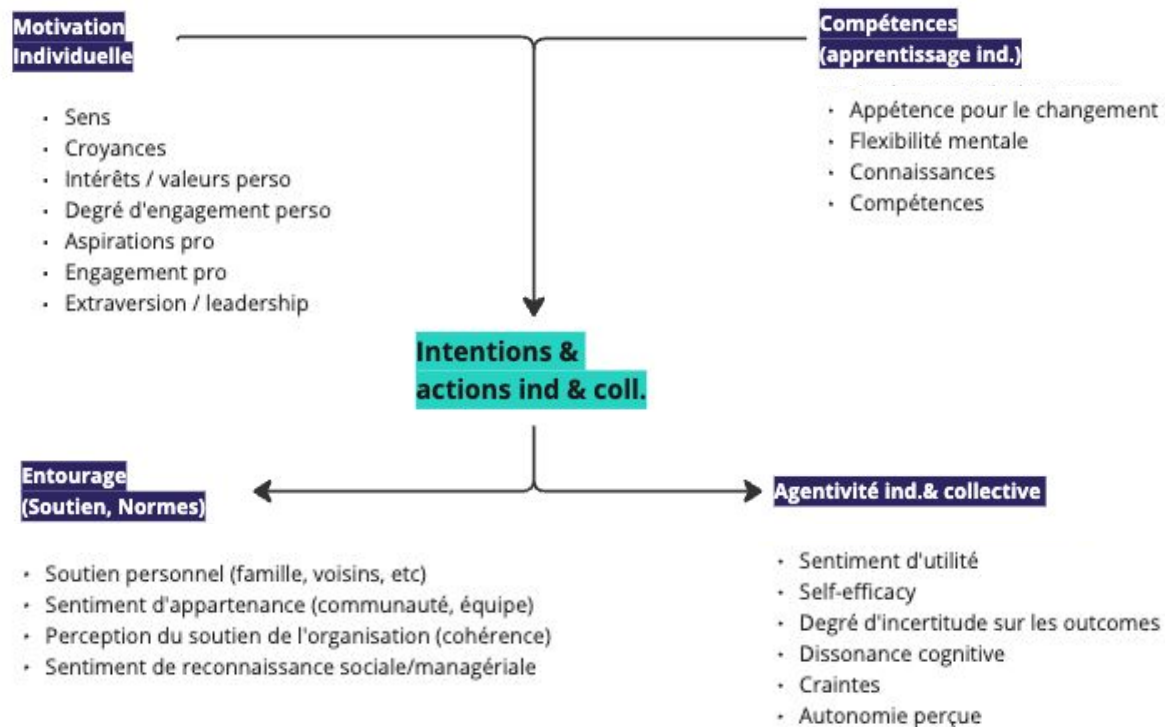 Motivation
Individuelle
• Sens
• Croyances
• Intérêts / valeurs perso
• Degré d'engagement perso
• Aspirations pro
• Engagement pro
• Extraversion / leadership
Compétences
(apprentissage ind.)
• Appétence pour le changement
• Flexibilité mentale
• Connaissances
• Compétences
Intentions &
actions ind & coll.
Entourage
(Soutien, Normes)
• Soutien personnel (famille, voisins, etc)
• Sentiment d'appartenance (communauté, équipe)
• Perception du soutien de l'organisation (cohérence)
• Sentiment de reconnaissance sociale/managériale
Agentivité ind.& collective
• Sentiment d'utilité
• Self-efficacy
• Degré d'incertitude sur les outcomes
• Dissonance cognitive
• Craintes
• Autonomie perçue